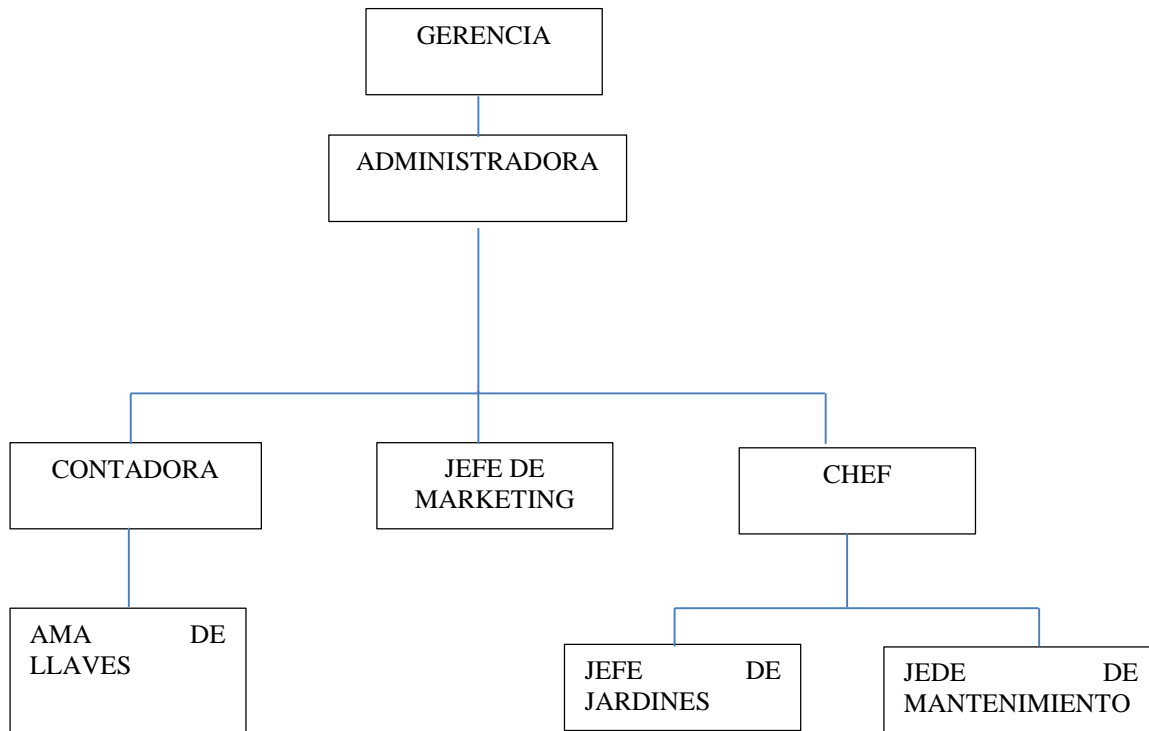 GERENCIA
ADMINISTRADORA
CONTADORA
JEFE DE
MARKETING
CHEF
AMA DE
LLAVES
JEFE DE
JARDINES
JEDE DE
MANTENIMIENTO